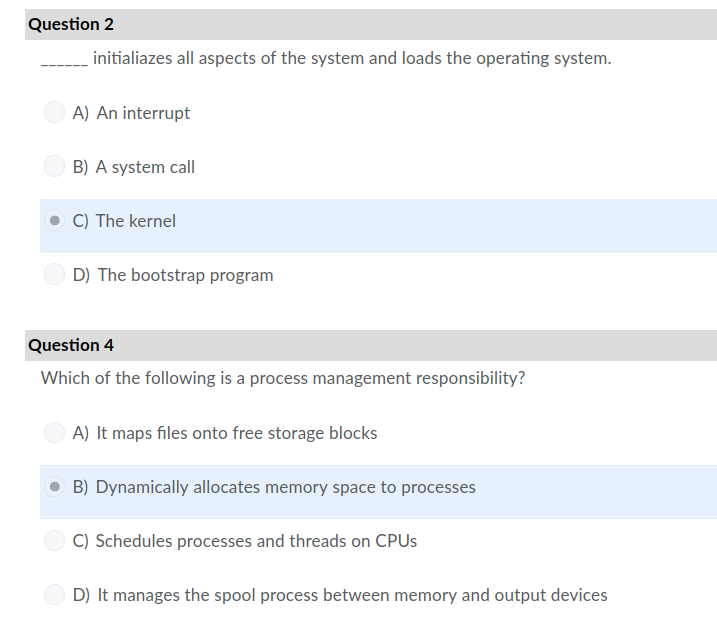 Question 2
______ initialiazes all aspects of the system and loads the operating system.
A) An interrupt
B) A system call
C) The kernel
D) The bootstrap program
Question 4
Which of the following is a process management responsibility?
A) It maps files onto free storage blocks
B) Dynamically allocates memory space to processes
C) Schedules processes and threads on CPUs
D) It manages the spool process between memory and output devices